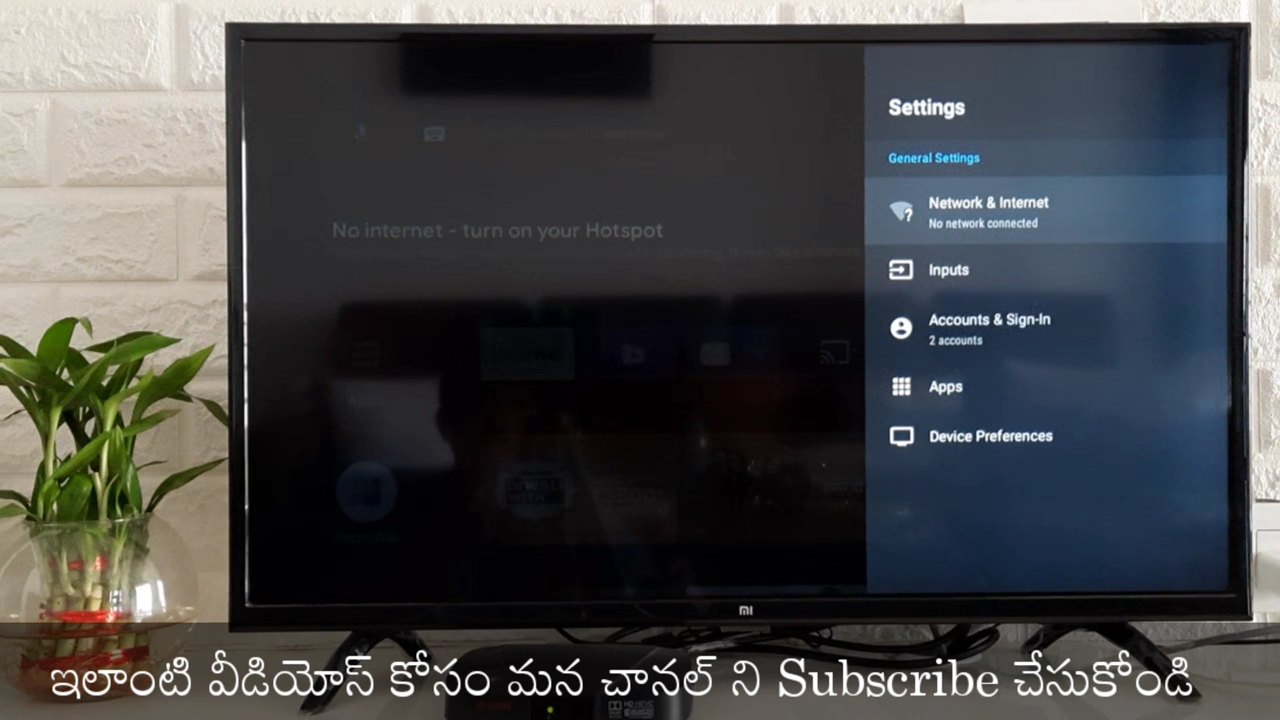 Settings
General Settings
No internet - turn on your Hotspot
Network & Internet
No network connected
Inputs
Accounts & Sign-In
2 accounts
Apps
Device Preferences
Apps
mi
ఇలాంటి వీడియోస్ కోసం మన చానల్ ని Subscribe చేసుకోండి